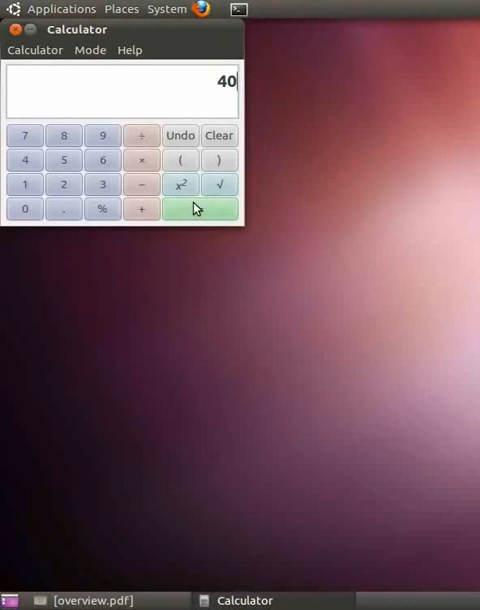 Applications Places System
Calculator
Calculator Mode Help
40
7 8 9 ÷ Undo Clear
4 5 6 × ( )
1 2 3 − x² √
0 . % +
[overview.pdf] Calculator